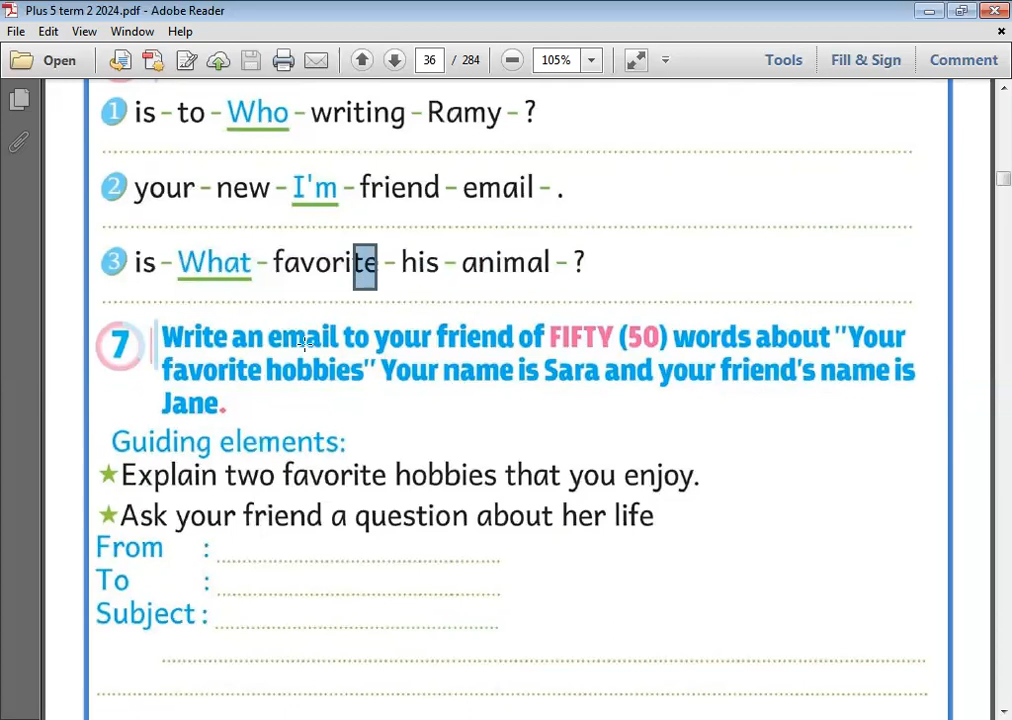 Plus 5 term 2 2024.pdf - Adobe Reader
File Edit View Window Help
Open 36 / 284 105% Tools Fill & Sign Comment
1 is - to - Who - writing - Ramy - ?
2 your - new - I'm - friend - email - .
3 is - What - favorite - his - animal - ?
7 Write an email to your friend of FIFTY (50) words about "Your
favorite hobbies" Your name is Sara and your friend's name is
Jane.
Guiding elements:
★Explain two favorite hobbies that you enjoy.
★Ask your friend a question about her life
From :
To :
Subject :